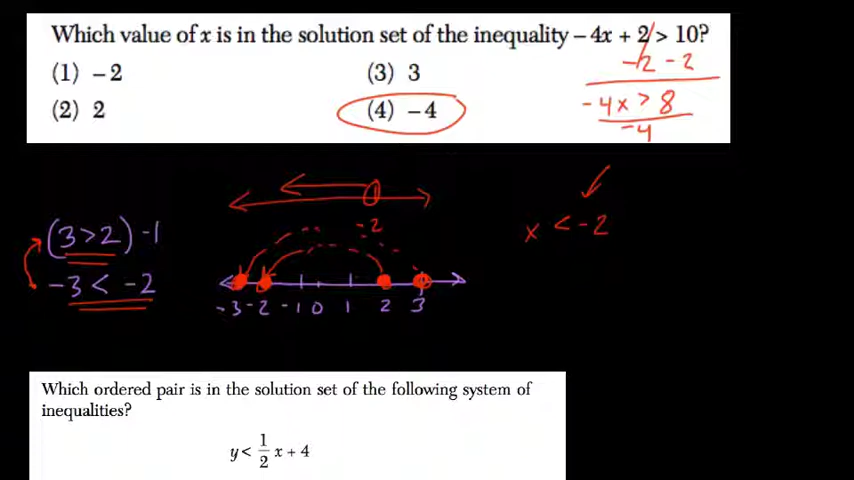 Which value of x is in the solution set of the inequality – 4x + 2 > 10?
(1) – 2
(3) 3
(2) 2
(4) – 4
-2 -2
-4x > 8
-4
-2
x < -2
(3>2) -1
-3 < -2
-3 -2 -1 0 1 2 3
Which ordered pair is in the solution set of the following system of
inequalities?
y < 1/2 x + 4